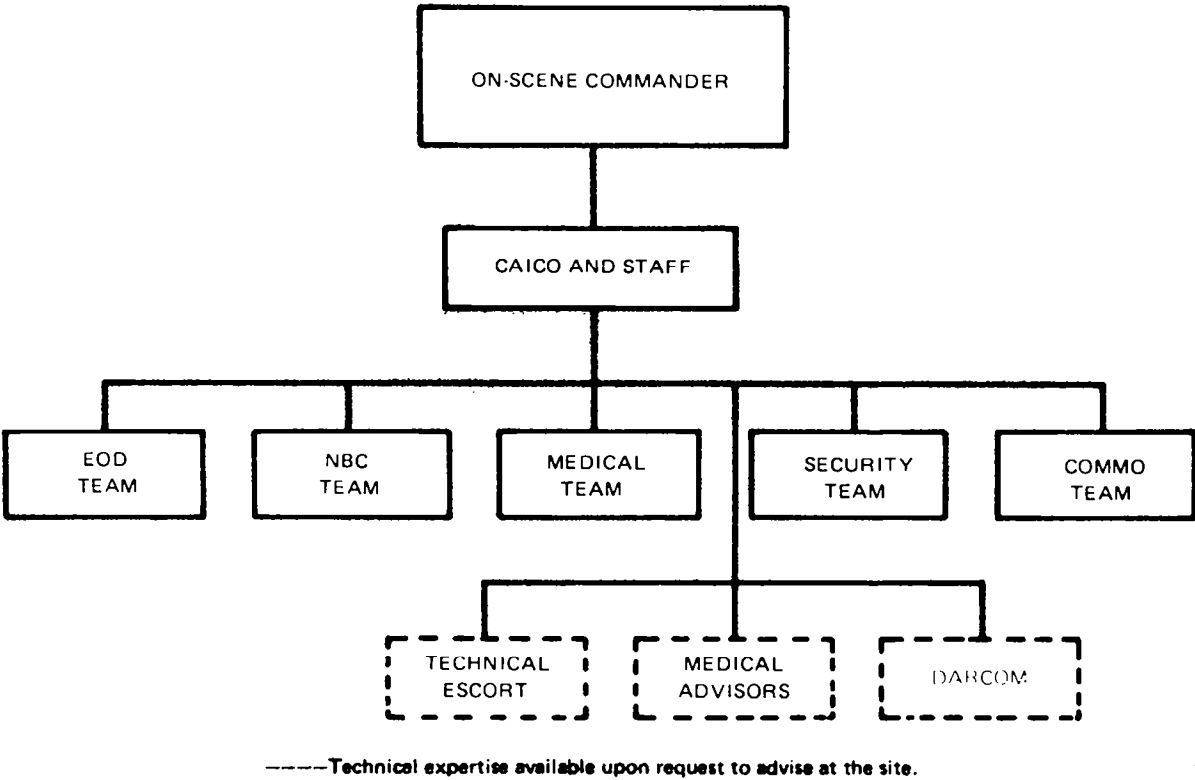 ON-SCENE COMMANDER
CAICO AND STAFF
EOD
TEAM
NBC
TEAM
MEDICAL
TEAM
SECURITY
TEAM
COMMO
TEAM
TECHNICAL
ESCORT
MEDICAL
ADVISORS
DARCOM
----Technical expertise available upon request to advise at the site.